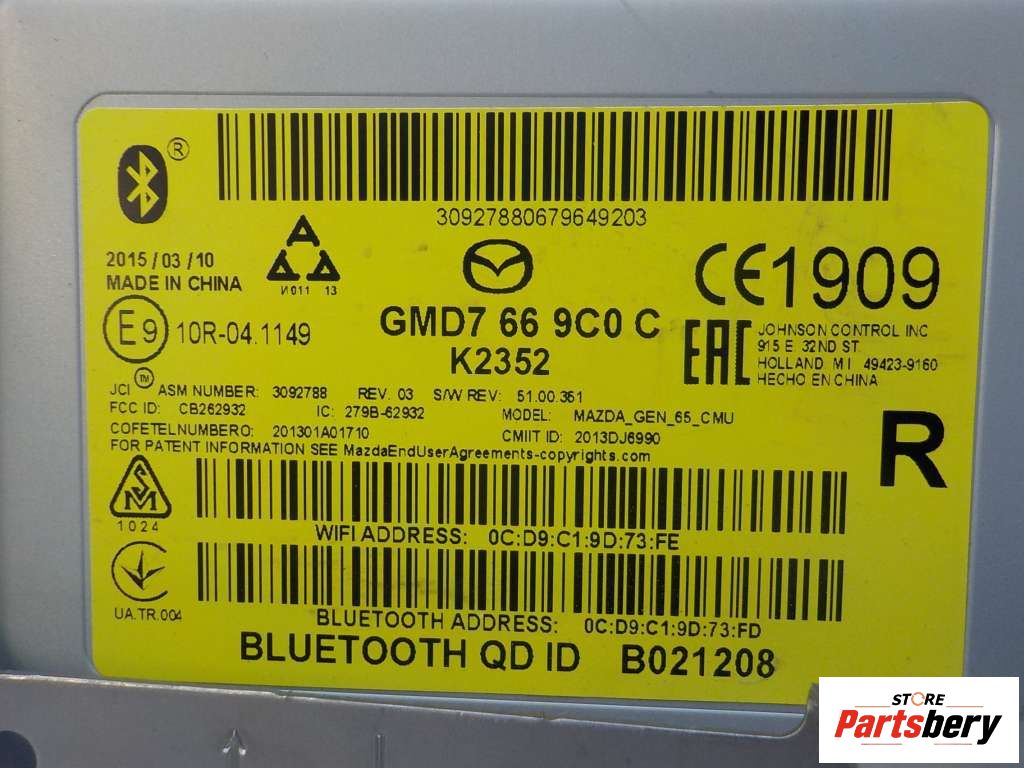 ®
30927880679649203
2015/03/10
MADE IN CHINA
И011 13
CE1909
E9 10R-04.1149
GMD7 66 9C0 C
K2352
EAC
JOHNSON CONTROL INC
915 E. 32ND ST.
HOLLAND MI 49423-9160
HECHO EN CHINA
JCI™ ASM NUMBER: 3092788 REV. 03 S/W REV: 51.00.351
FCC ID: CB262932 IC: 279B-62932 MODEL: MAZDA_GEN_65_CMU
COFETELNUMBERO: 201301A01710 CMIIT ID: 2013DJ6990
FOR PATENT INFORMATION SEE MazdaEndUserAgreements-copyrights.com
R
1024
WIFI ADDRESS: 0C:D9:C1:9D:73:FE
UA.TR.004
BLUETOOTH ADDRESS: 0C:D9:C1:9D:73:FD
BLUETOOTH QD ID B021208
STORE
Partsbery